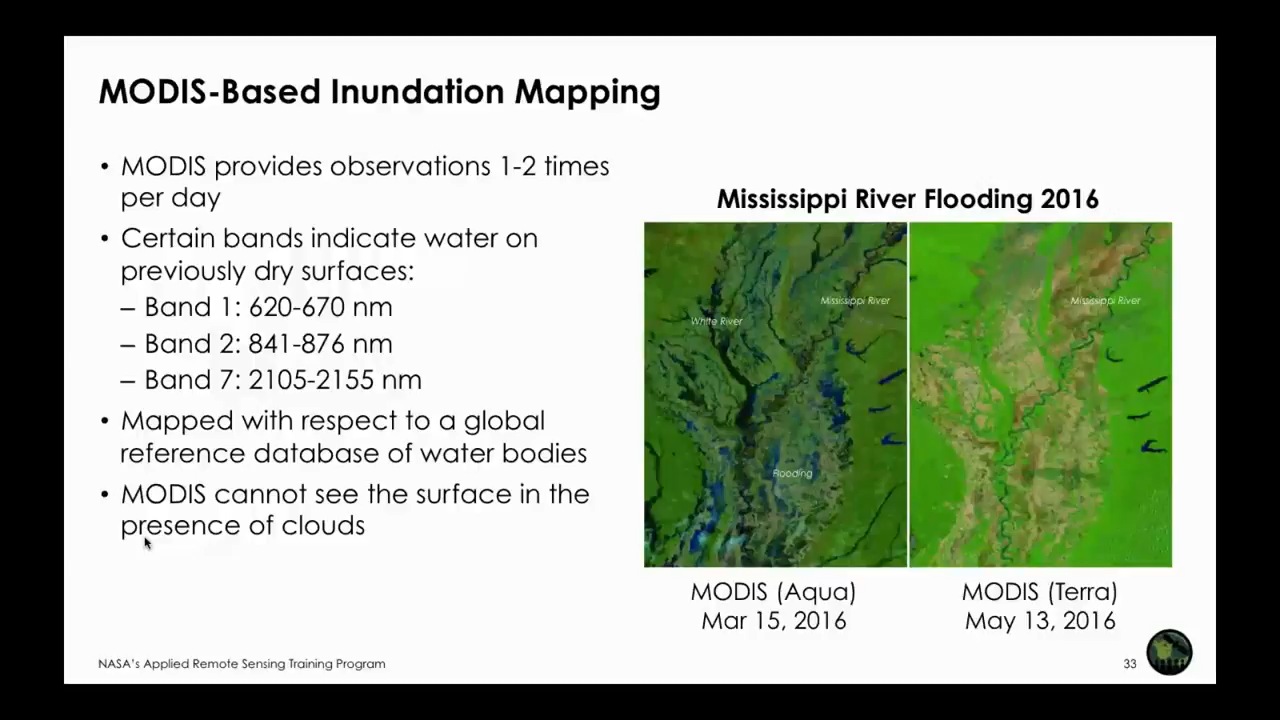 MODIS-Based Inundation Mapping
• MODIS provides observations 1-2 times
per day
• Certain bands indicate water on
previously dry surfaces:
– Band 1: 620-670 nm
– Band 2: 841-876 nm
– Band 7: 2105-2155 nm
• Mapped with respect to a global
reference database of water bodies
• MODIS cannot see the surface in the
presence of clouds
Mississippi River Flooding 2016
Mississippi River
White River
Flooding
Mississippi River
MODIS (Aqua)
Mar 15, 2016
MODIS (Terra)
May 13, 2016
NASA's Applied Remote Sensing Training Program
33